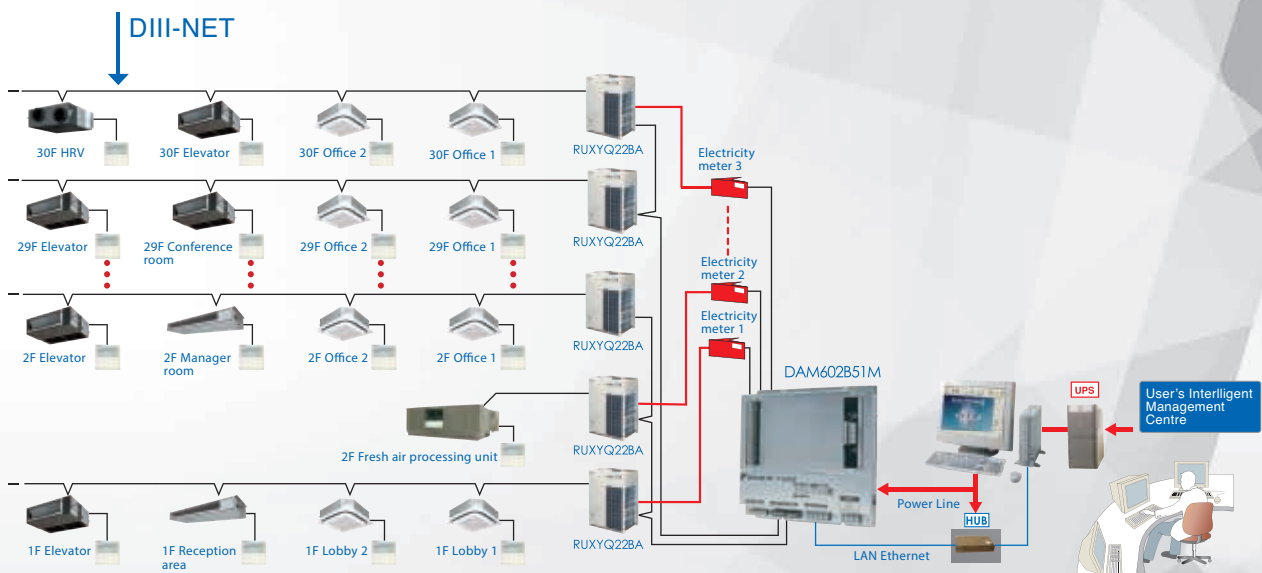 DIII-NET
30F HRV
30F Elevator
30F Office 2
30F Office 1
RUXYQ22BA
Electricity
meter 3
29F Elevator
29F Conference
room
29F Office 2
29F Office 1
RUXYQ22BA
Electricity
meter 2
2F Elevator
2F Manager
room
2F Office 2
2F Office 1
RUXYQ22BA
Electricity
meter 1
DAM602B51M
UPS
User's Interlligent
Management
Centre
2F Fresh air processing unit
RUXYQ22BA
Power Line
HUB
LAN Ethernet
1F Elevator
1F Reception
area
1F Lobby 2
1F Lobby 1
RUXYQ22BA